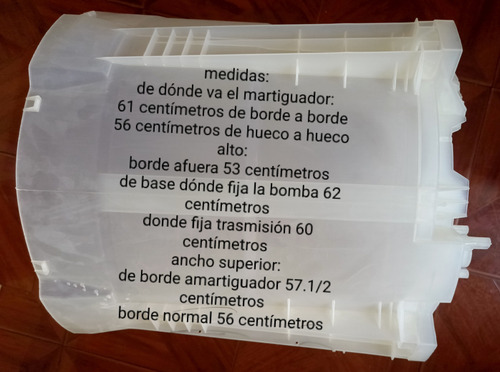 medidas:
de dónde va el martiguador:
61 centímetros de borde a borde
56 centímetros de hueco a hueco
alto:
borde afuera 53 centímetros
de base dónde fija la bomba 62
centímetros
donde fija trasmisión 60
centímetros
ancho superior:
de borde amartiguador 57.1/2
centímetros
borde normal 56 centímetros